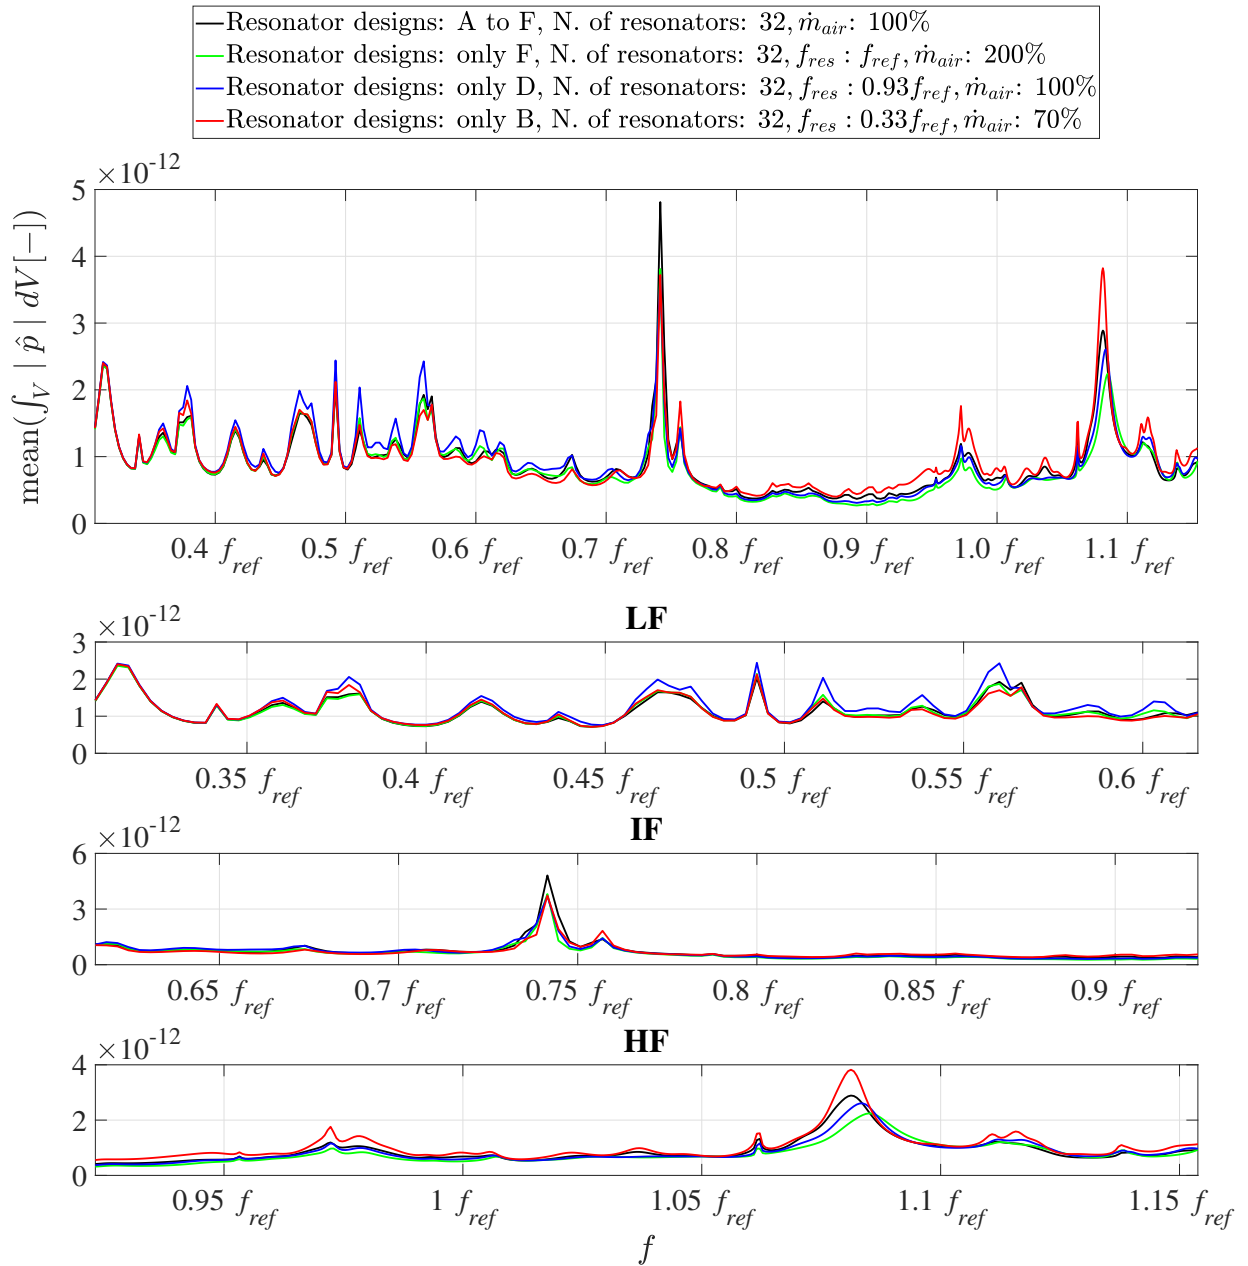 Resonator designs: A to F, N. of resonators: 32, ṁ_air: 100%
Resonator designs: only F, N. of resonators: 32, f_res : f_ref, ṁ_air: 200%
Resonator designs: only D, N. of resonators: 32, f_res : 0.93f_ref, ṁ_air: 100%
Resonator designs: only B, N. of resonators: 32, f_res : 0.33f_ref, ṁ_air: 70%
×10^-12
mean(∫_V | p̂ | dV [−])
5
4
3
2
1
0
0.4 f_ref 0.5 f_ref 0.6 f_ref 0.7 f_ref 0.8 f_ref 0.9 f_ref 1.0 f_ref 1.1 f_ref
LF
×10^-12
3
2
1
0
0.35 f_ref 0.4 f_ref 0.45 f_ref 0.5 f_ref 0.55 f_ref 0.6 f_ref
IF
×10^-12
6
3
0
0.65 f_ref 0.7 f_ref 0.75 f_ref 0.8 f_ref 0.85 f_ref 0.9 f_ref
HF
×10^-12
4
2
0
0.95 f_ref 1 f_ref 1.05 f_ref 1.1 f_ref 1.15 f_ref
f